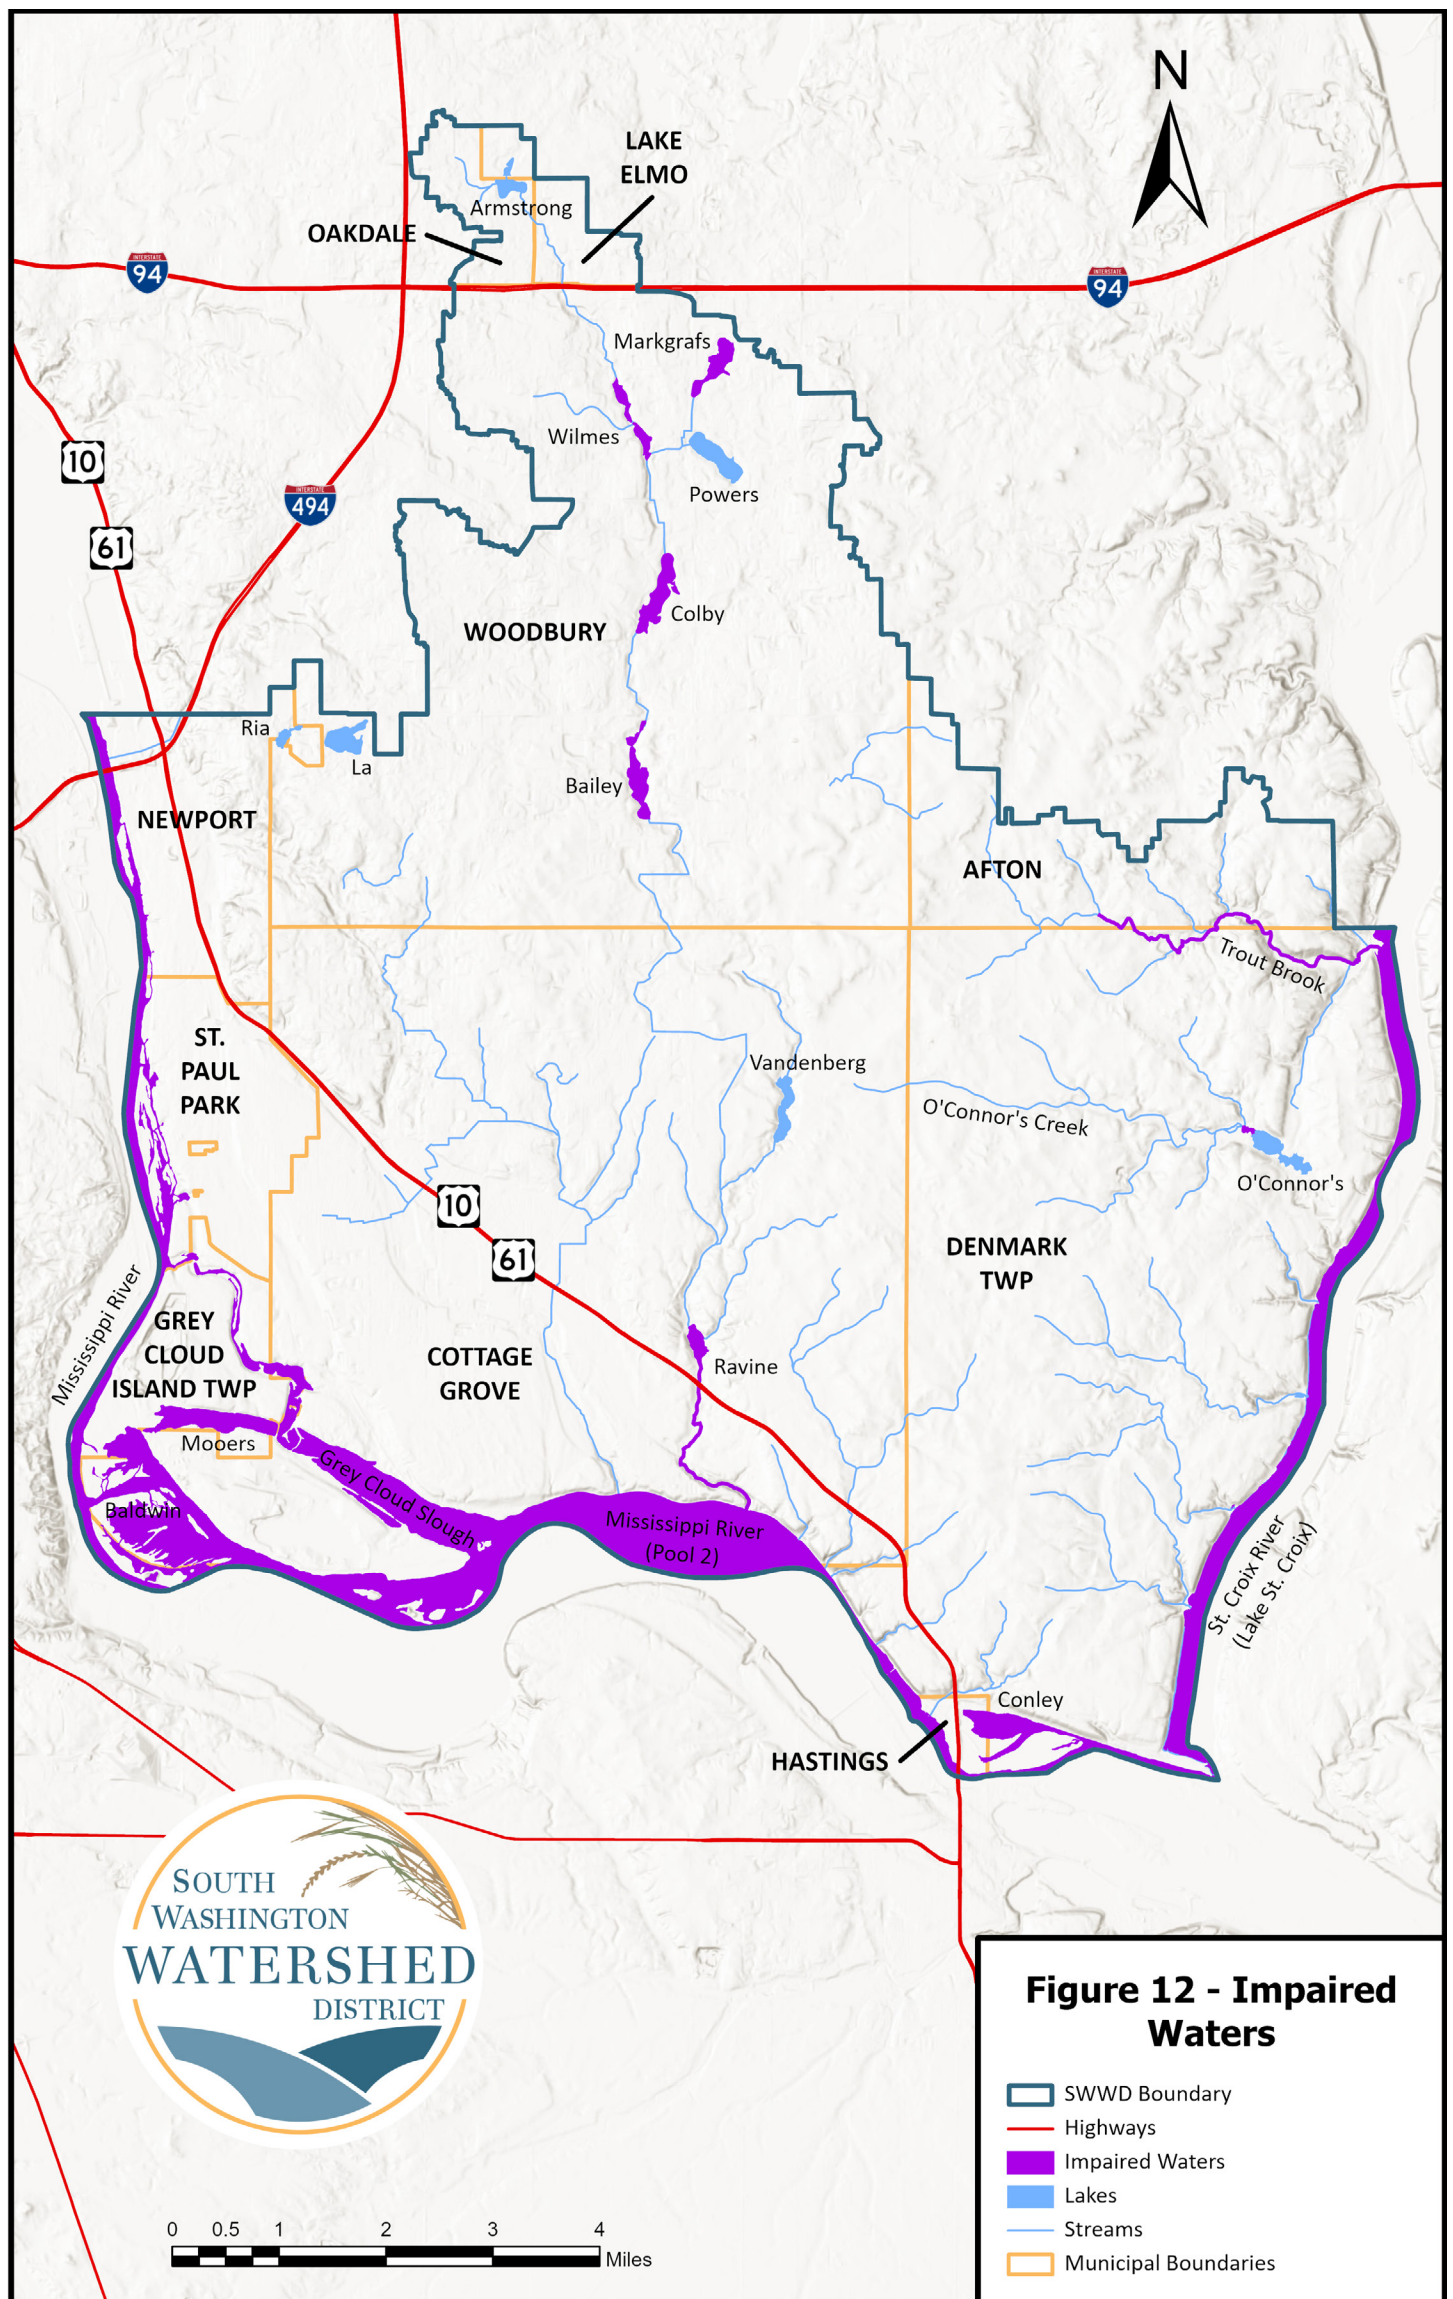 N
LAKE
ELMO
Armstrong
OAKDALE
INTERSTATE
94
INTERSTATE
94
Markgrafs
Wilmes
10
Powers
INTERSTATE
494
61
Colby
WOODBURY
Ria
La
Bailey
NEWPORT
AFTON
Trout Brook
ST.
PAUL
PARK
Vandenberg
O'Connor's Creek
O'Connor's
10
61
DENMARK
TWP
Mississippi River
GREY
CLOUD
ISLAND TWP
COTTAGE
GROVE
Ravine
Mooers
Grey Cloud Slough
Baldwin
Mississippi River
(Pool 2)
St. Croix River
(Lake St. Croix)
Conley
HASTINGS
SOUTH
WASHINGTON
WATERSHED
DISTRICT
Figure 12 - Impaired
Waters
SWWD Boundary
Highways
Impaired Waters
Lakes
Streams
Municipal Boundaries
0 0.5 1 2 3 4
Miles